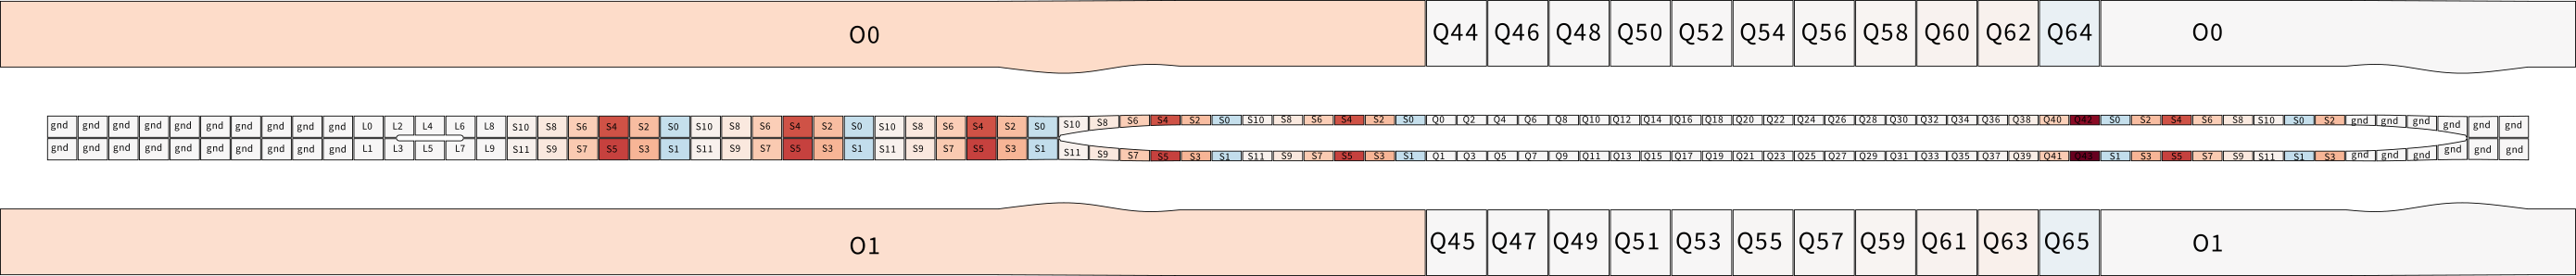 O0 Q44 Q46 Q48 Q50 Q52 Q54 Q56 Q58 Q60 Q62 Q64 O0
gnd gnd gnd gnd gnd gnd gnd gnd gnd gnd L0 L2 L4 L6 L8 S10 S8 S6 S4 S2 S0 S10 S8 S6 S4 S2 S0 S10 S8 S6 S4 S2 S0 S10 S8 S6 S4 S2 S0 S10 S8 S6 S4 S2 S0 Q0 Q2 Q4 Q6 Q8 Q10 Q12 Q14 Q16 Q18 Q20 Q22 Q24 Q26 Q28 Q30 Q32 Q34 Q36 Q38 Q40 Q42 S0 S2 S4 S6 S8 S10 S0 S2 gnd gnd gnd gnd gnd gnd
gnd gnd gnd gnd gnd gnd gnd gnd gnd gnd L1 L3 L5 L7 L9 S11 S9 S7 S5 S3 S1 S11 S9 S7 S5 S3 S1 S11 S9 S7 S5 S3 S1 S11 S9 S7 S5 S3 S1 S11 S9 S7 S5 S3 S1 Q1 Q3 Q5 Q7 Q9 Q11 Q13 Q15 Q17 Q19 Q21 Q23 Q25 Q27 Q29 Q31 Q33 Q35 Q37 Q39 Q41 Q43 S1 S3 S5 S7 S9 S11 S1 S3 gnd gnd gnd gnd gnd gnd
O1 Q45 Q47 Q49 Q51 Q53 Q55 Q57 Q59 Q61 Q63 Q65 O1